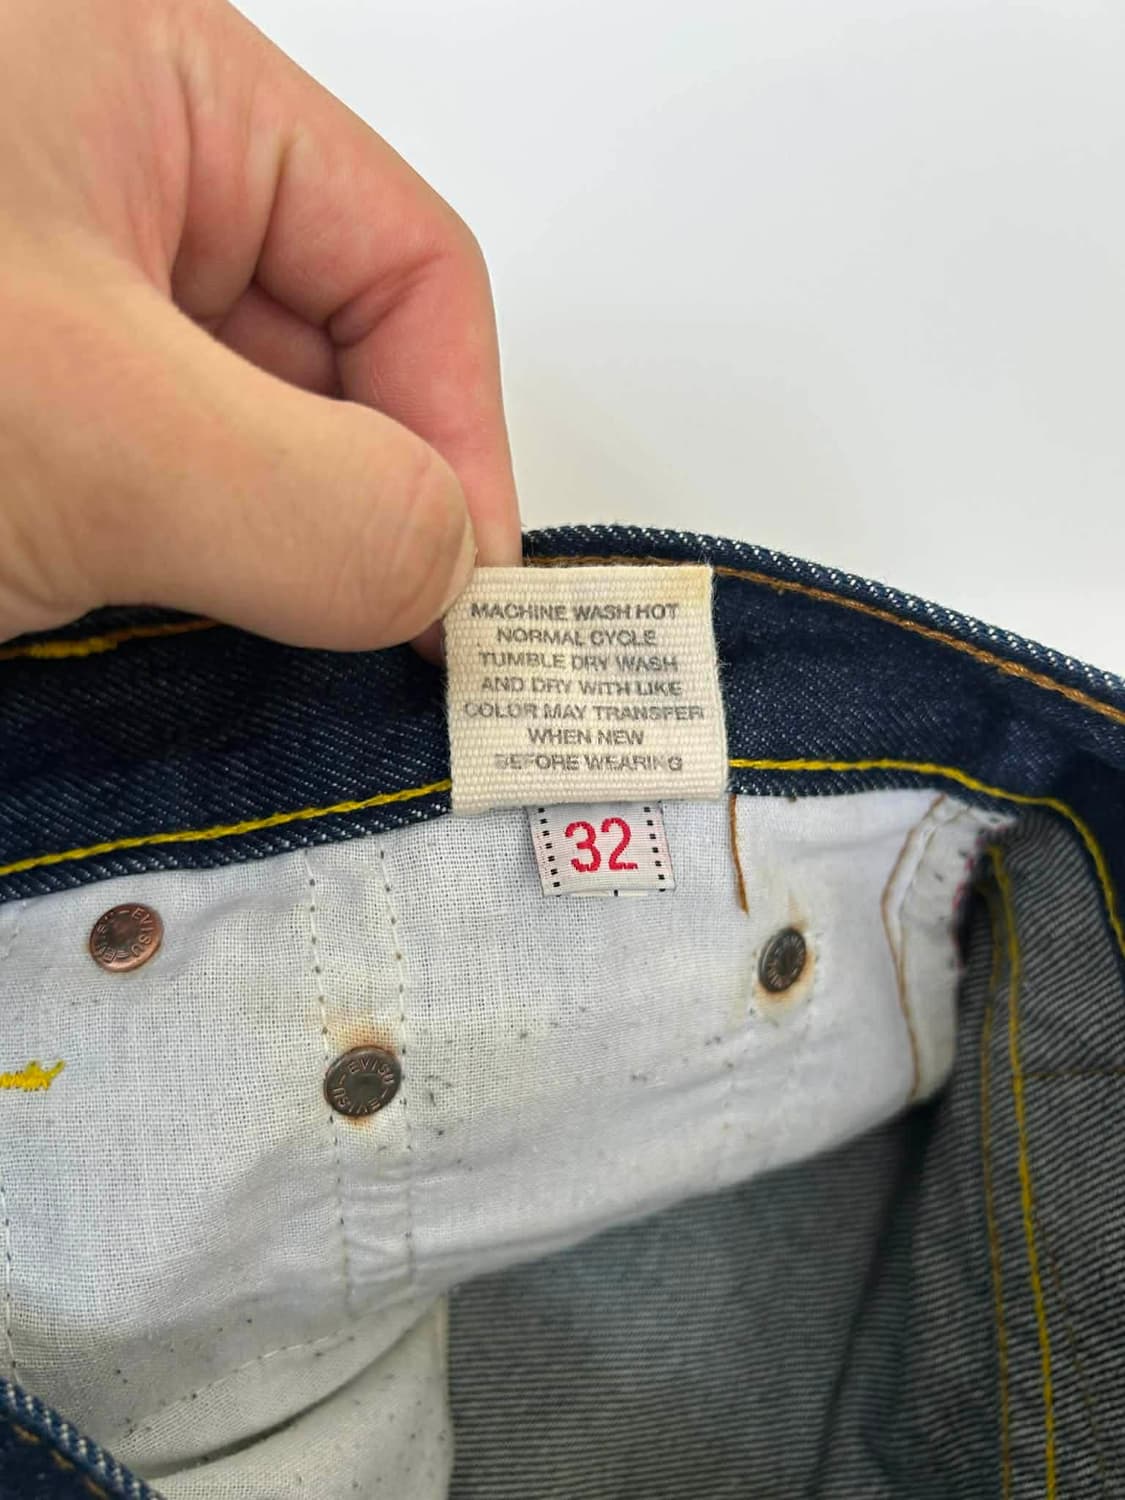 MACHINE WASH HOT
NORMAL CYCLE
TUMBLE DRY WASH
AND DRY WITH LIKE
COLOR MAY TRANSFER
WHEN NEW
BEFORE WEARING
32
EVISU EVISU
EVISU EVISU